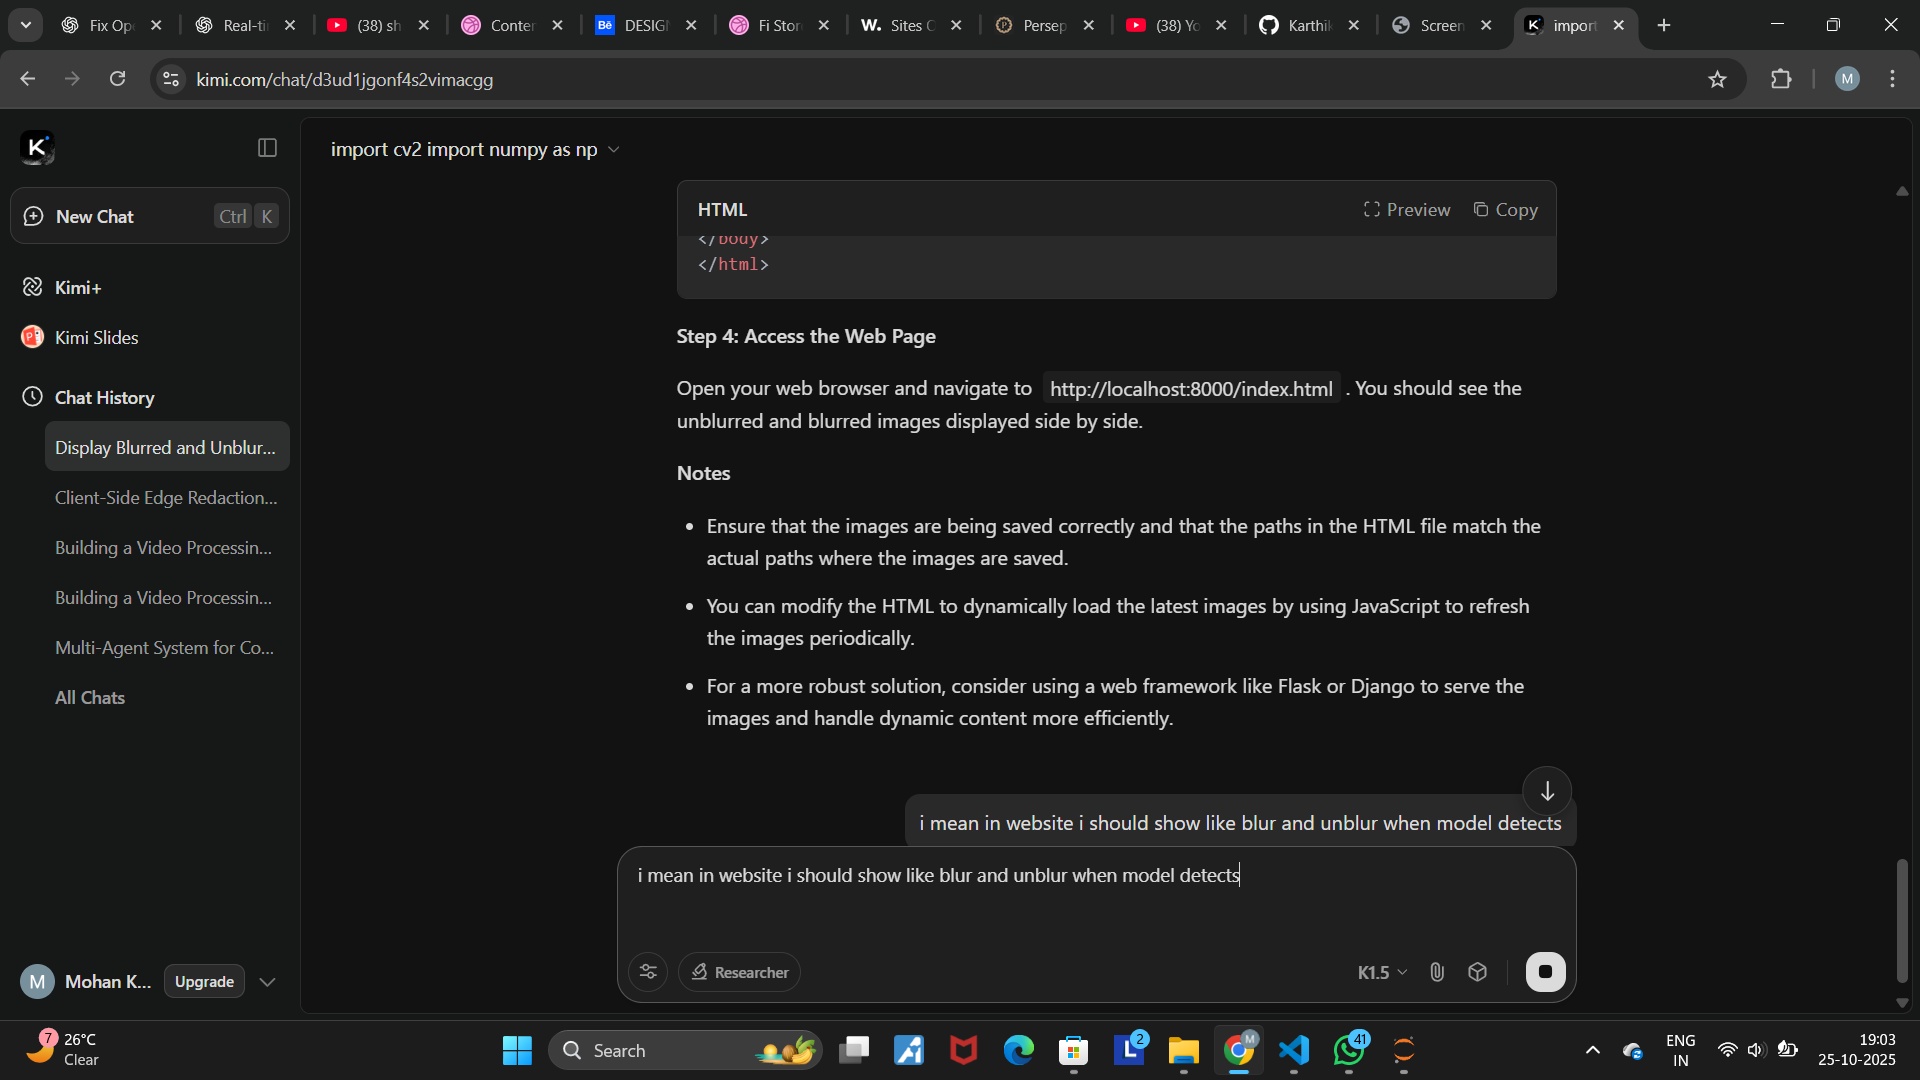 Fix Op
Real-ti
(38) sh
Conter
DESIG
Fi Stor
W. Sites
Persep
(38) Yo
Karthik
Screen
import
kimi.com/chat/d3ud1jgonf4s2vimacgg
M
K
import cv2 import numpy as np
New Chat
Ctrl K
Kimi+
Kimi Slides
Chat History
Display Blurred and Unblur...
Client-Side Edge Redaction...
Building a Video Processin...
Building a Video Processin...
Multi-Agent System for Co...
All Chats
HTML
Preview
Copy
</body>
</html>
Step 4: Access the Web Page
Open your web browser and navigate to http://localhost:8000/index.html . You should see the
unblurred and blurred images displayed side by side.
Notes
• Ensure that the images are being saved correctly and that the paths in the HTML file match the
actual paths where the images are saved.
• You can modify the HTML to dynamically load the latest images by using JavaScript to refresh
the images periodically.
• For a more robust solution, consider using a web framework like Flask or Django to serve the
images and handle dynamic content more efficiently.
i mean in website i should show like blur and unblur when model detects
i mean in website i should show like blur and unblur when model detects
Researcher
K1.5
M
Mohan K...
Upgrade
7
26°C
Clear
Search
2
M
41
ENG
IN
19:03
25-10-2025